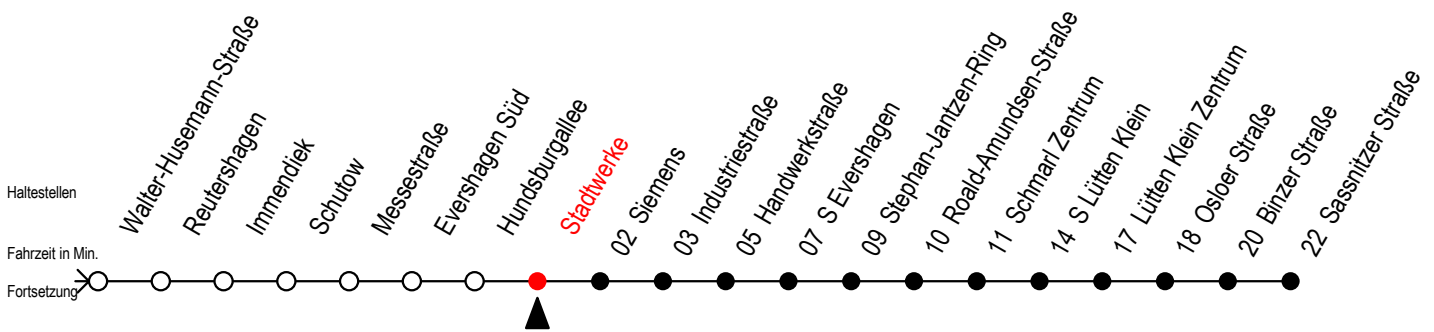 Haltestellen
Fahrzeit in Min.
Fortsetzung
Walter-Husemann-Straße
Reutershagen
Immendiek
Schutow
Messestraße
Evershagen Süd
Hundsburgallee
Stadtwerke
02 Siemens
03 Industriestraße
05 Handwerkstraße
07 S Evershagen
09 Stephan-Jantzen-Ring
10 Roald-Amundsen-Straße
11 Schmarl Zentrum
14 S Lütten Klein
17 Lütten Klein Zentrum
18 Osloer Straße
20 Binzer Straße
22 Sassnitzer Straße